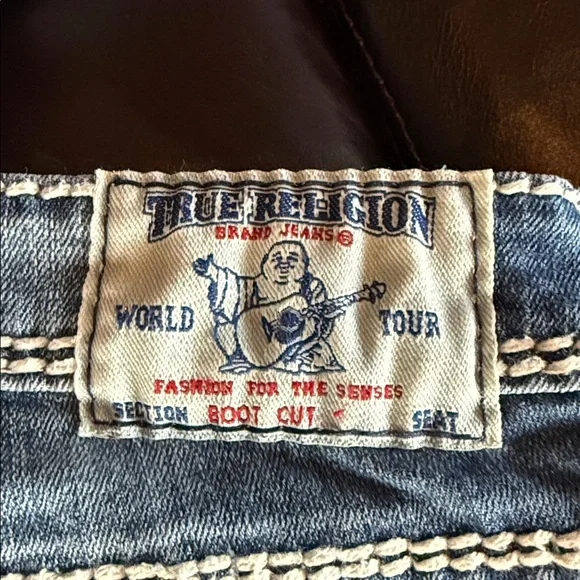 TRUE RELIGION
BRAND JEANS®
WORLD TOUR
FASHION FOR THE SENSES
SECTION BOOT CUT SEAT